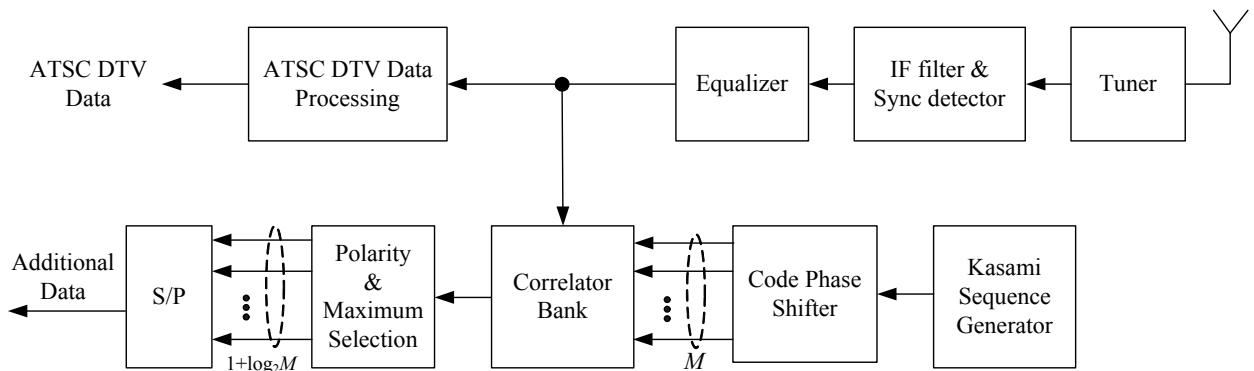 ATSC DTV
Data
ATSC DTV Data
Processing
Equalizer
IF filter &
Sync detector
Tuner
Additional
Data
S/P
1+log₂M
Polarity
&
Maximum
Selection
Correlator
Bank
M
Code Phase
Shifter
Kasami
Sequence
Generator